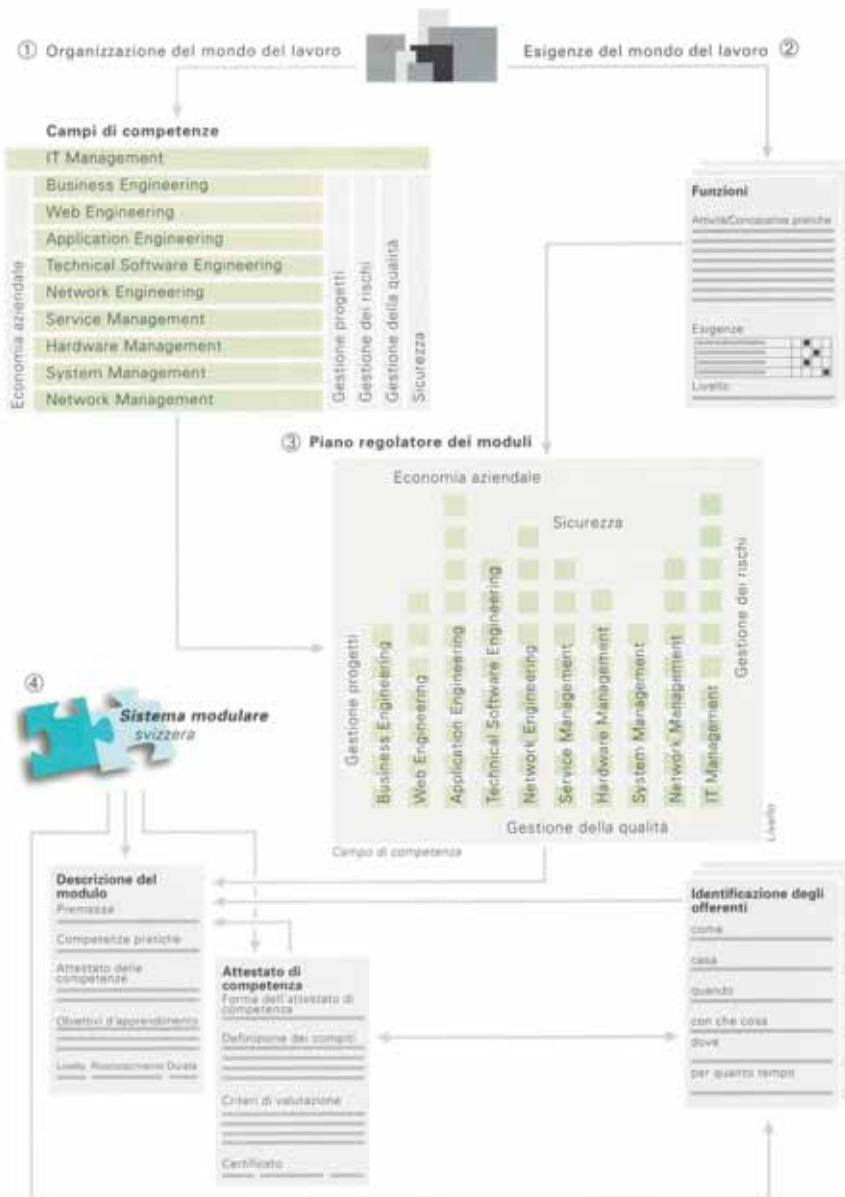 ① Organizzazione del mondo del lavoro
Esigenze del mondo del lavoro ②
Campi di competenze
IT Management
Business Engineering
Web Engineering
Application Engineering
Technical Software Engineering
Network Engineering
Service Management
Hardware Management
System Management
Network Management
Economia aziendale
Gestione progetti
Gestione dei rischi
Gestione della qualità
Sicurezza
Funzioni
Attività/Conoscenze pratiche
Esigenze
Livello
③ Piano regolatore dei moduli
Economia aziendale
Sicurezza
Gestione progetti
Business Engineering
Web Engineering
Application Engineering
Technical Software Engineering
Network Engineering
Service Management
Hardware Management
System Management
Network Management
IT Management
Gestione dei rischi
Gestione della qualità
Livello
Campo di competenza
④
Sistema modulare
svizzera
Descrizione del
modulo
Premesse
Competenze pratiche
Attestato delle
competenze
Obiettivi d'apprendimento
Livello Riconoscimento Durata
Attestato di
competenza
Forma dell'attestato di
competenza
Definizione dei compiti
Criteri di valutazione
Certificato
Identificazione degli
offerenti
come
casa
quando
con che cosa
dove
per quanto tempo